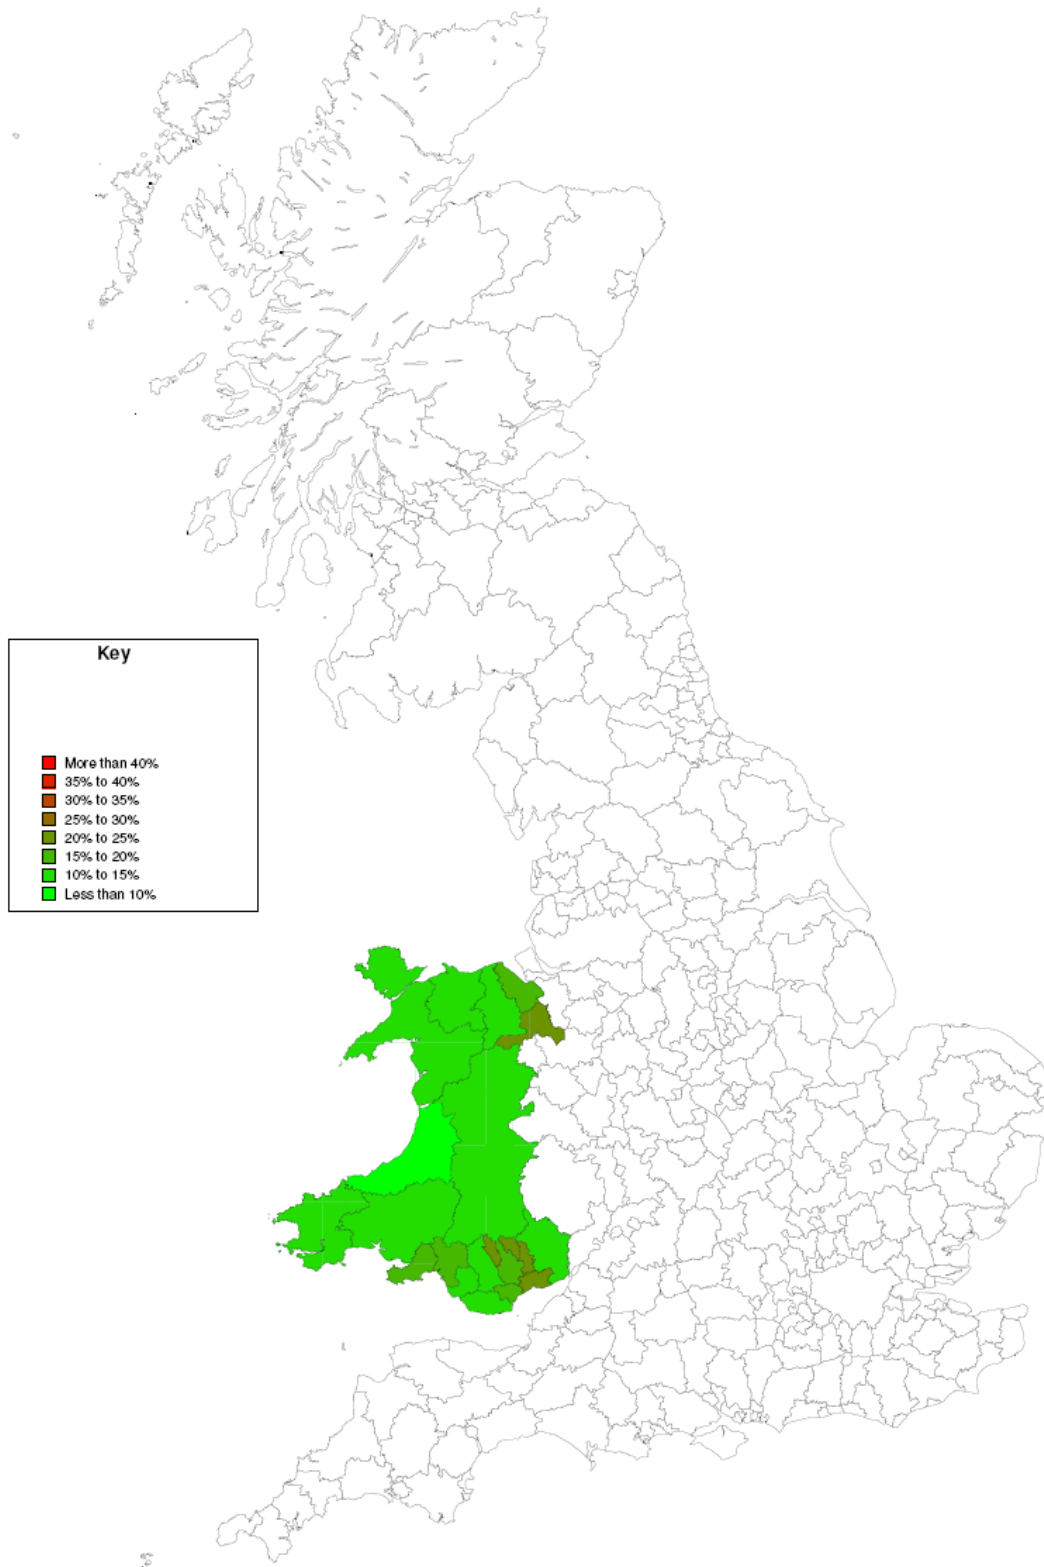 Key
More than 40%
35% to 40%
30% to 35%
25% to 30%
20% to 25%
15% to 20%
10% to 15%
Less than 10%